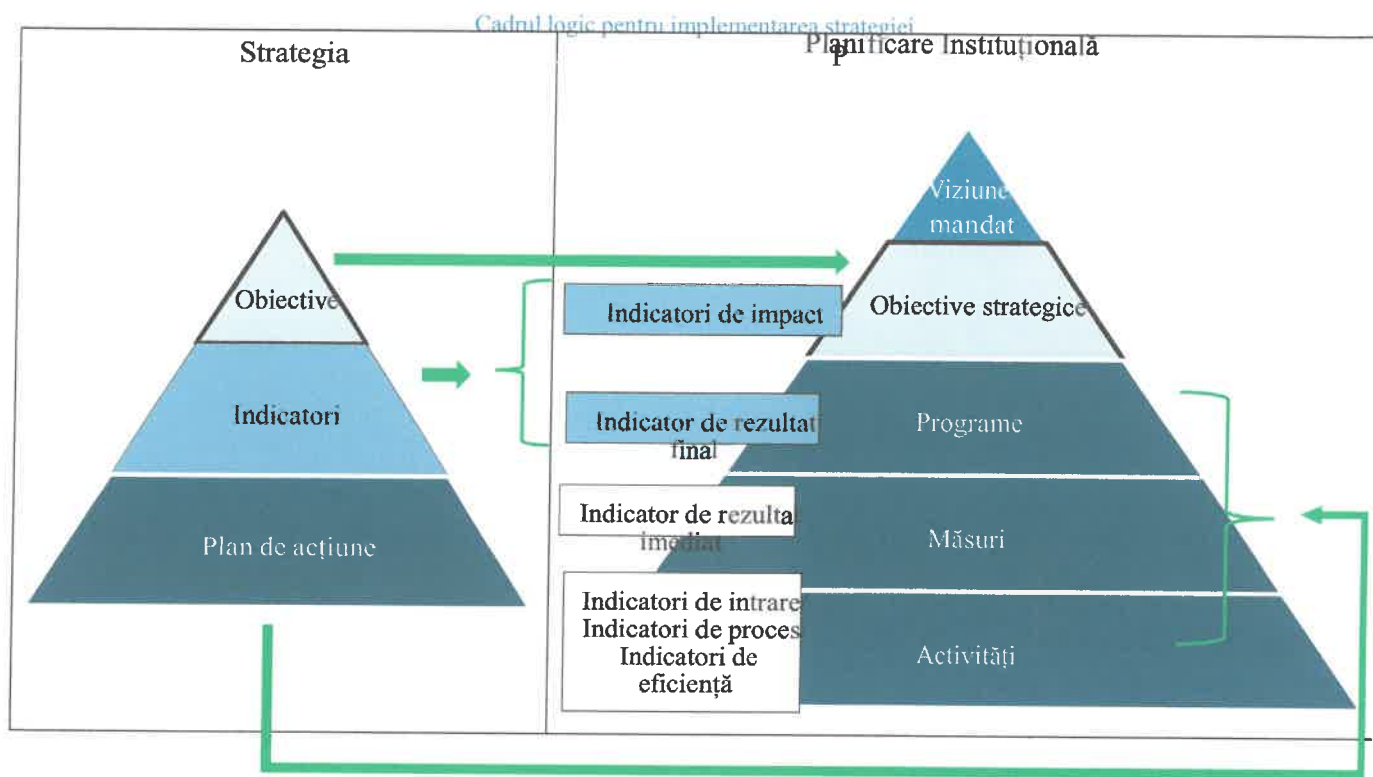 Cadrul logic pentru implementarea strategiei
Strategia
Planificare Instituțională
Viziune
mandat
Obiective
Indicatori
Plan de acțiune
Indicatori de impact
Obiective strategice
Indicator de rezultat
final
Programe
Indicator de rezulta
imediat
Măsuri
Indicatori de intrare
Indicatori de proces
Indicatori de
eficiență
Activități